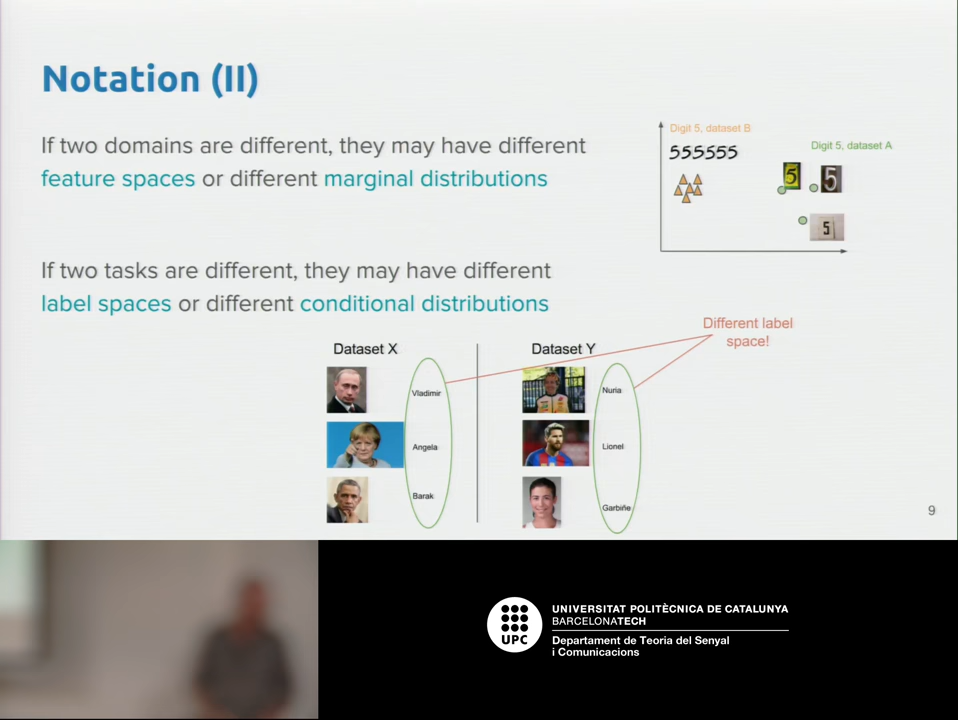 Notation (II)
If two domains are different, they may have different
feature spaces or different marginal distributions
Digit 5, dataset B
555555
Digit 5, dataset A
5
5
5
If two tasks are different, they may have different
label spaces or different conditional distributions
Different label
space!
Dataset X
Dataset Y
Vladimir
Nuria
Angela
Lionel
Barak
Garbiñe
9
UPC
UNIVERSITAT POLITÈCNICA DE CATALUNYA
BARCELONATECH
Departament de Teoria del Senyal
i Comunicacions